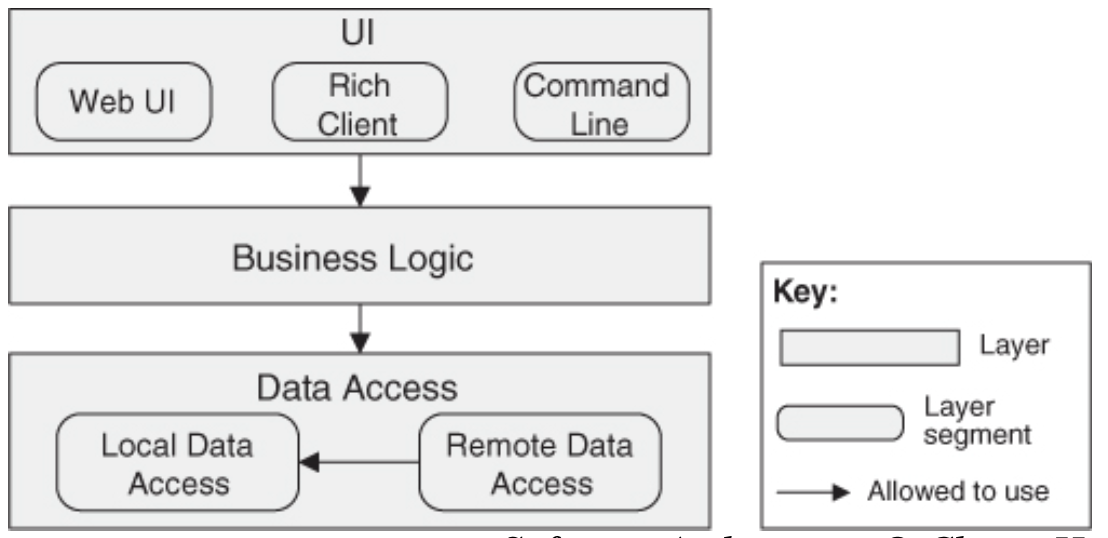 UI
Web UI
Rich
Client
Command
Line
Business Logic
Data Access
Local Data
Access
Remote Data
Access
Key:
Layer
Layer
segment
Allowed to use